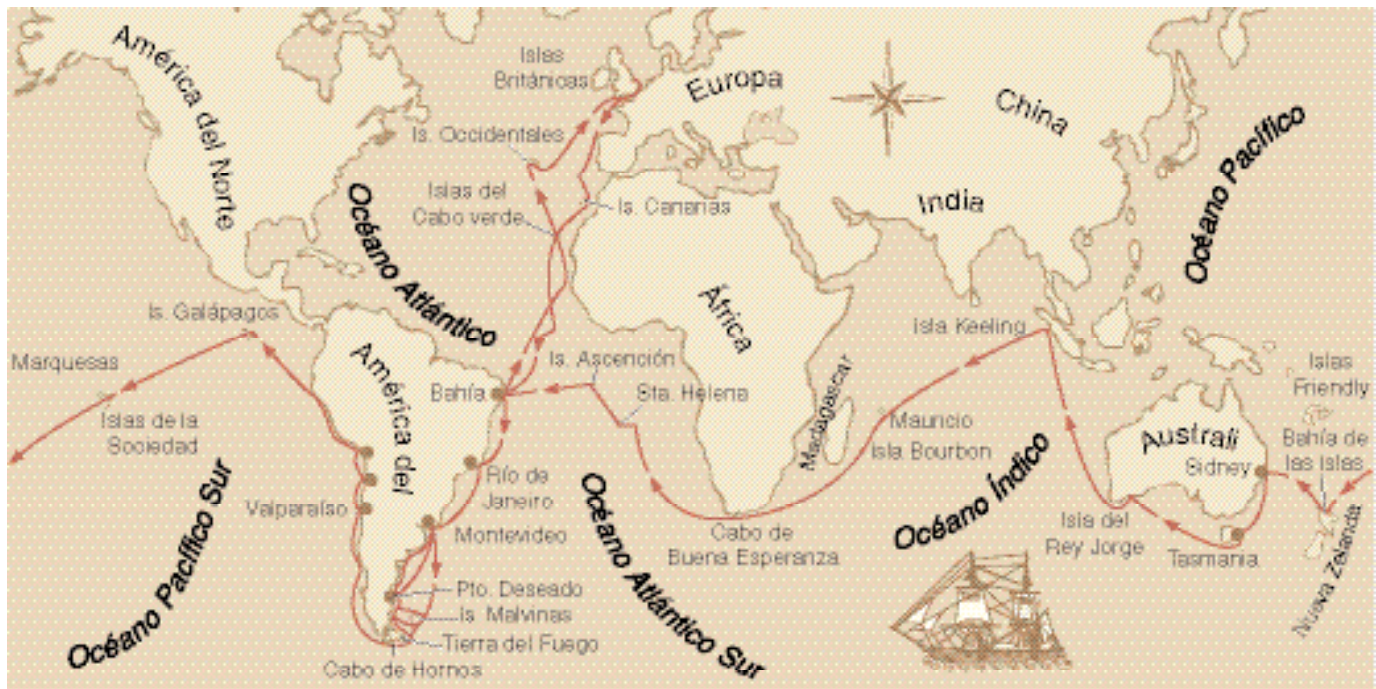 América del Norte
Islas
Británicas
Europa
China
Is. Occidentales
Océano Pacífico
Islas del
Cabo verde
Is. Canarias
India
Océano Atlántico
África
Is. Galápagos
Isla Keeling
Marquesas
Is. Ascención
Islas
Friendly
América del
Bahía
Sta. Helena
Madagascar
Islas de la
Sociedad
Mauricio
Isla Bourbon
Australi
Sidney
Bahía de
las Islas
Río de
Janeiro
Valparaíso
Océano Pacífico Sur
Océano Atlántico Sur
Océano Índico
Montevideo
Cabo de
Buena Esperanza
Isla del
Rey Jorge
Tasmania
Nueva Zelanda
Pto. Deseado
Is. Malvinas
Tierra del Fuego
Cabo de Hornos